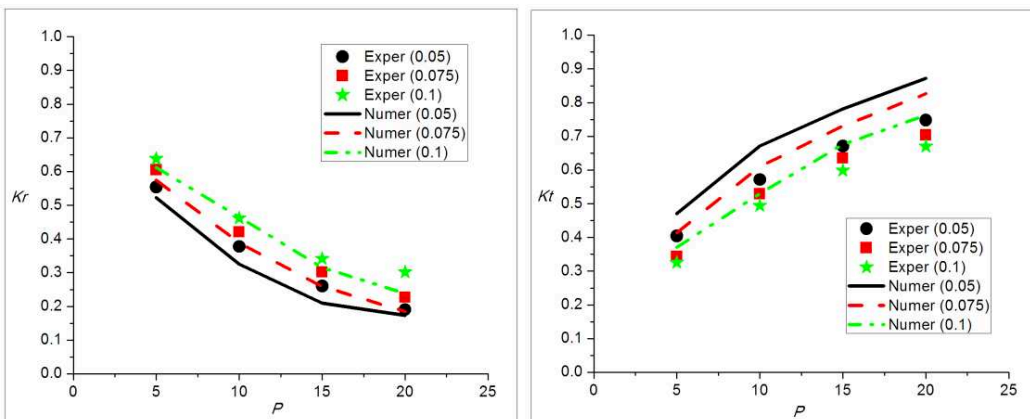 1.0
0.9
0.8
0.7
0.6
0.5
0.4
0.3
0.2
0.1
0.0
Kr
0 5 10 15 20 25
P
Exper (0.05)
Exper (0.075)
Exper (0.1)
Numer (0.05)
Numer (0.075)
Numer (0.1)
1.0
0.9
0.8
0.7
0.6
0.5
0.4
0.3
0.2
0.1
0.0
Kt
0 5 10 15 20 25
P
Exper (0.05)
Exper (0.075)
Exper (0.1)
Numer (0.05)
Numer (0.075)
Numer (0.1)